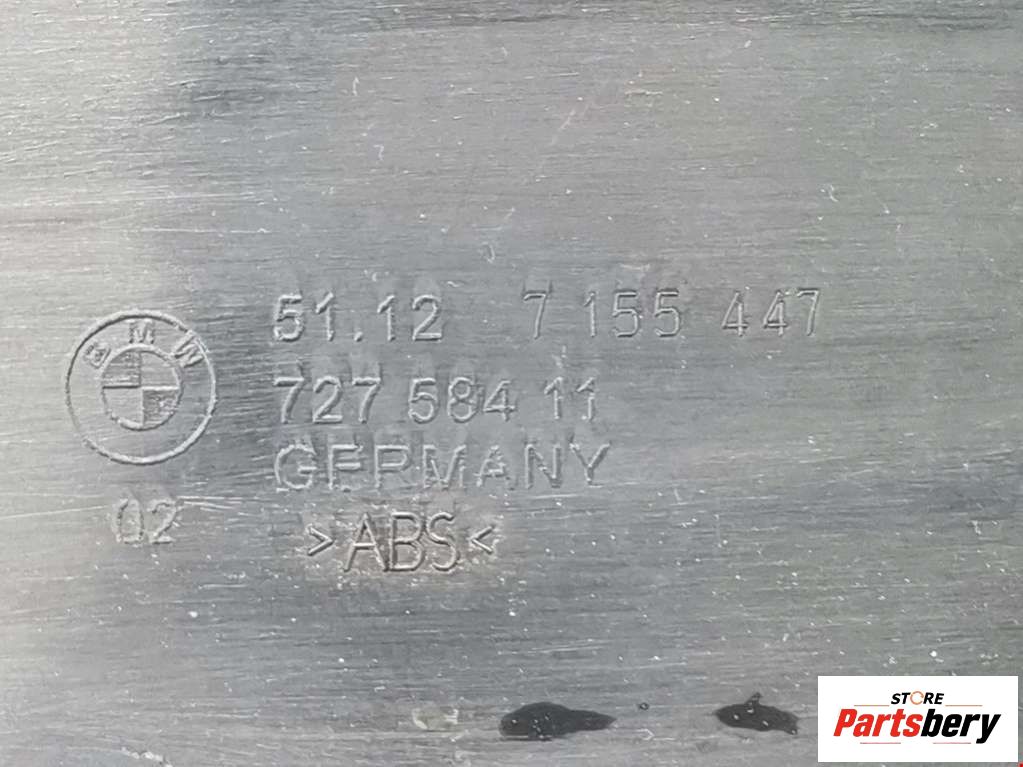 BMW
51.12 7 155 447
727 584 11
GERMANY
02
>ABS<
STORE
Partsbery